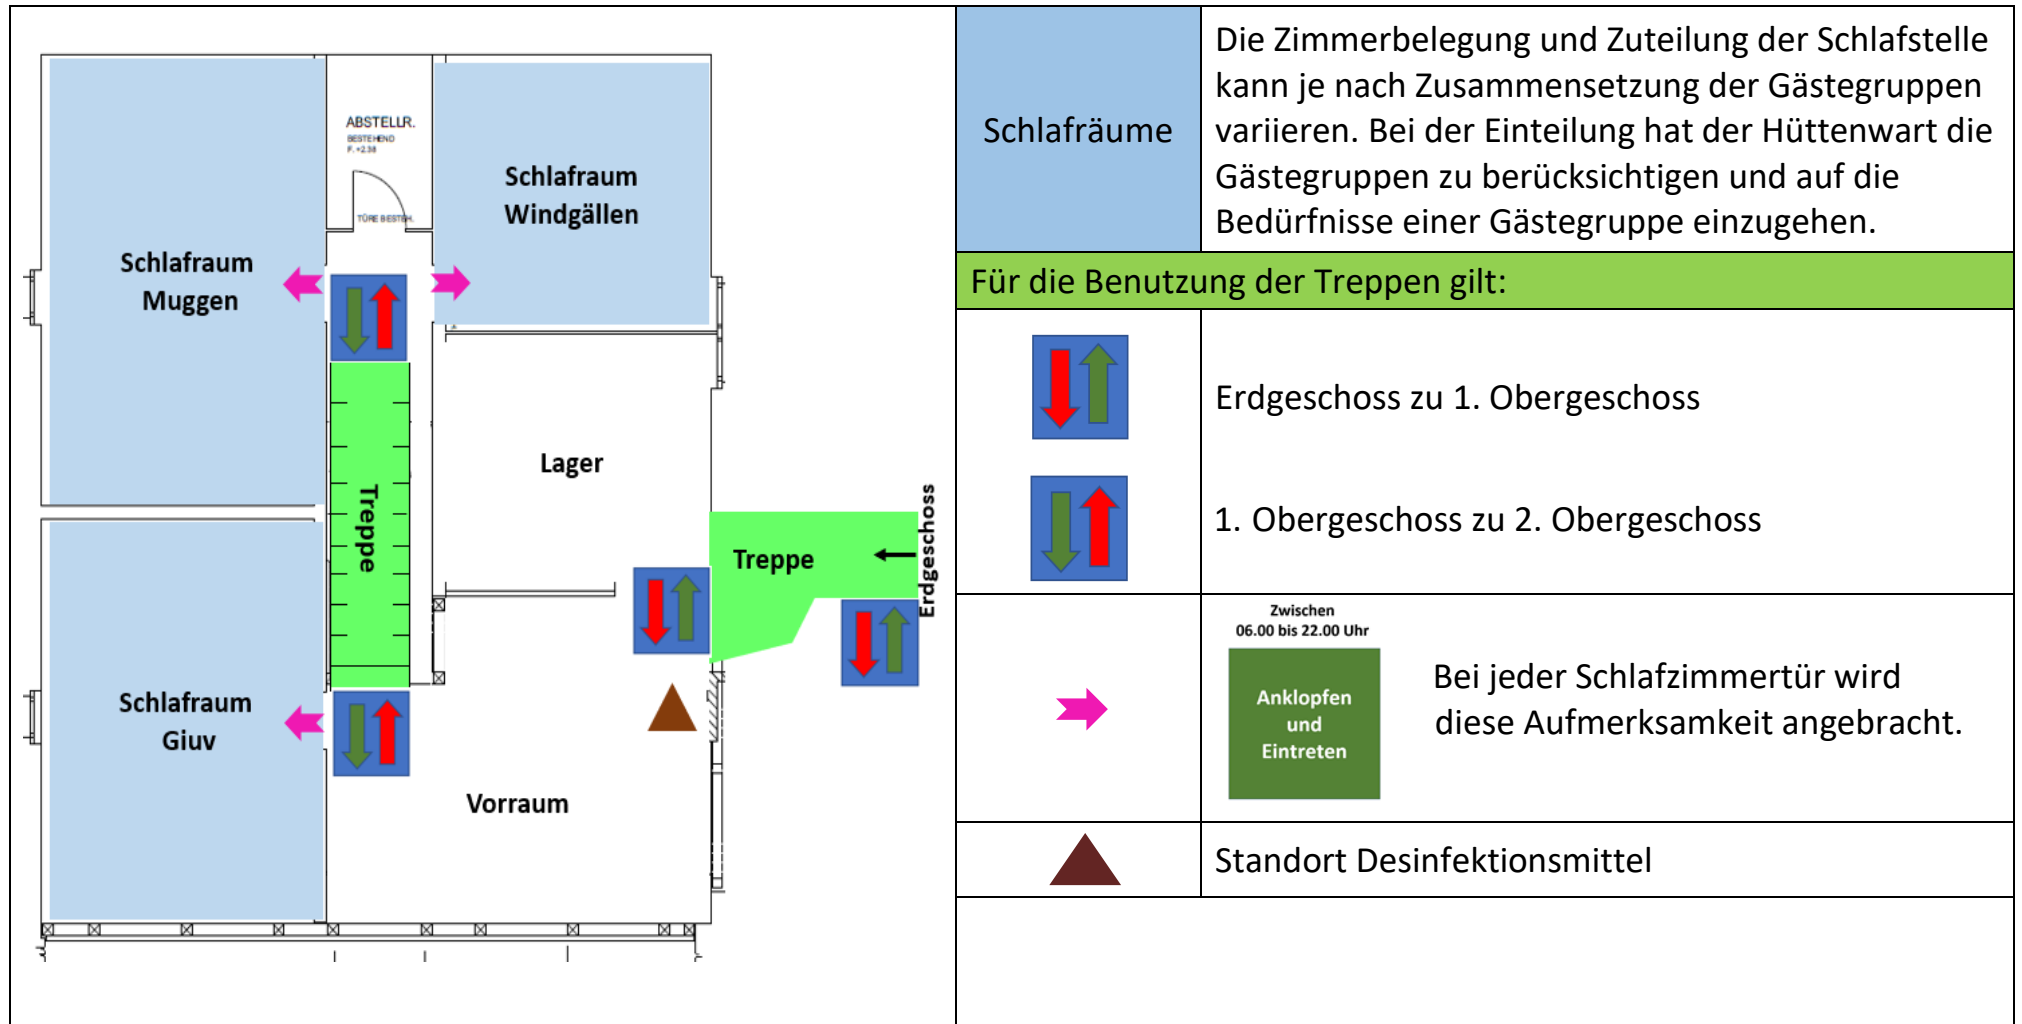 ABSTELLR.
BESTEHEND
F. +2.38
TÜRE BESTEH.
Schlafraum
Windgällen
Schlafraum
Muggen
Lager
Treppe
Treppe
Erdgeschoss
Schlafraum
Giuv
Vorraum
Schlafräume
Die Zimmerbelegung und Zuteilung der Schlafstelle
kann je nach Zusammensetzung der Gästegruppen
variieren. Bei der Einteilung hat der Hüttenwart die
Gästegruppen zu berücksichtigen und auf die
Bedürfnisse einer Gästegruppe einzugehen.
Für die Benutzung der Treppen gilt:
Erdgeschoss zu 1. Obergeschoss
1. Obergeschoss zu 2. Obergeschoss
Zwischen
06.00 bis 22.00 Uhr
Anklopfen
und
Eintreten
Bei jeder Schlafzimmertür wird
diese Aufmerksamkeit angebracht.
Standort Desinfektionsmittel